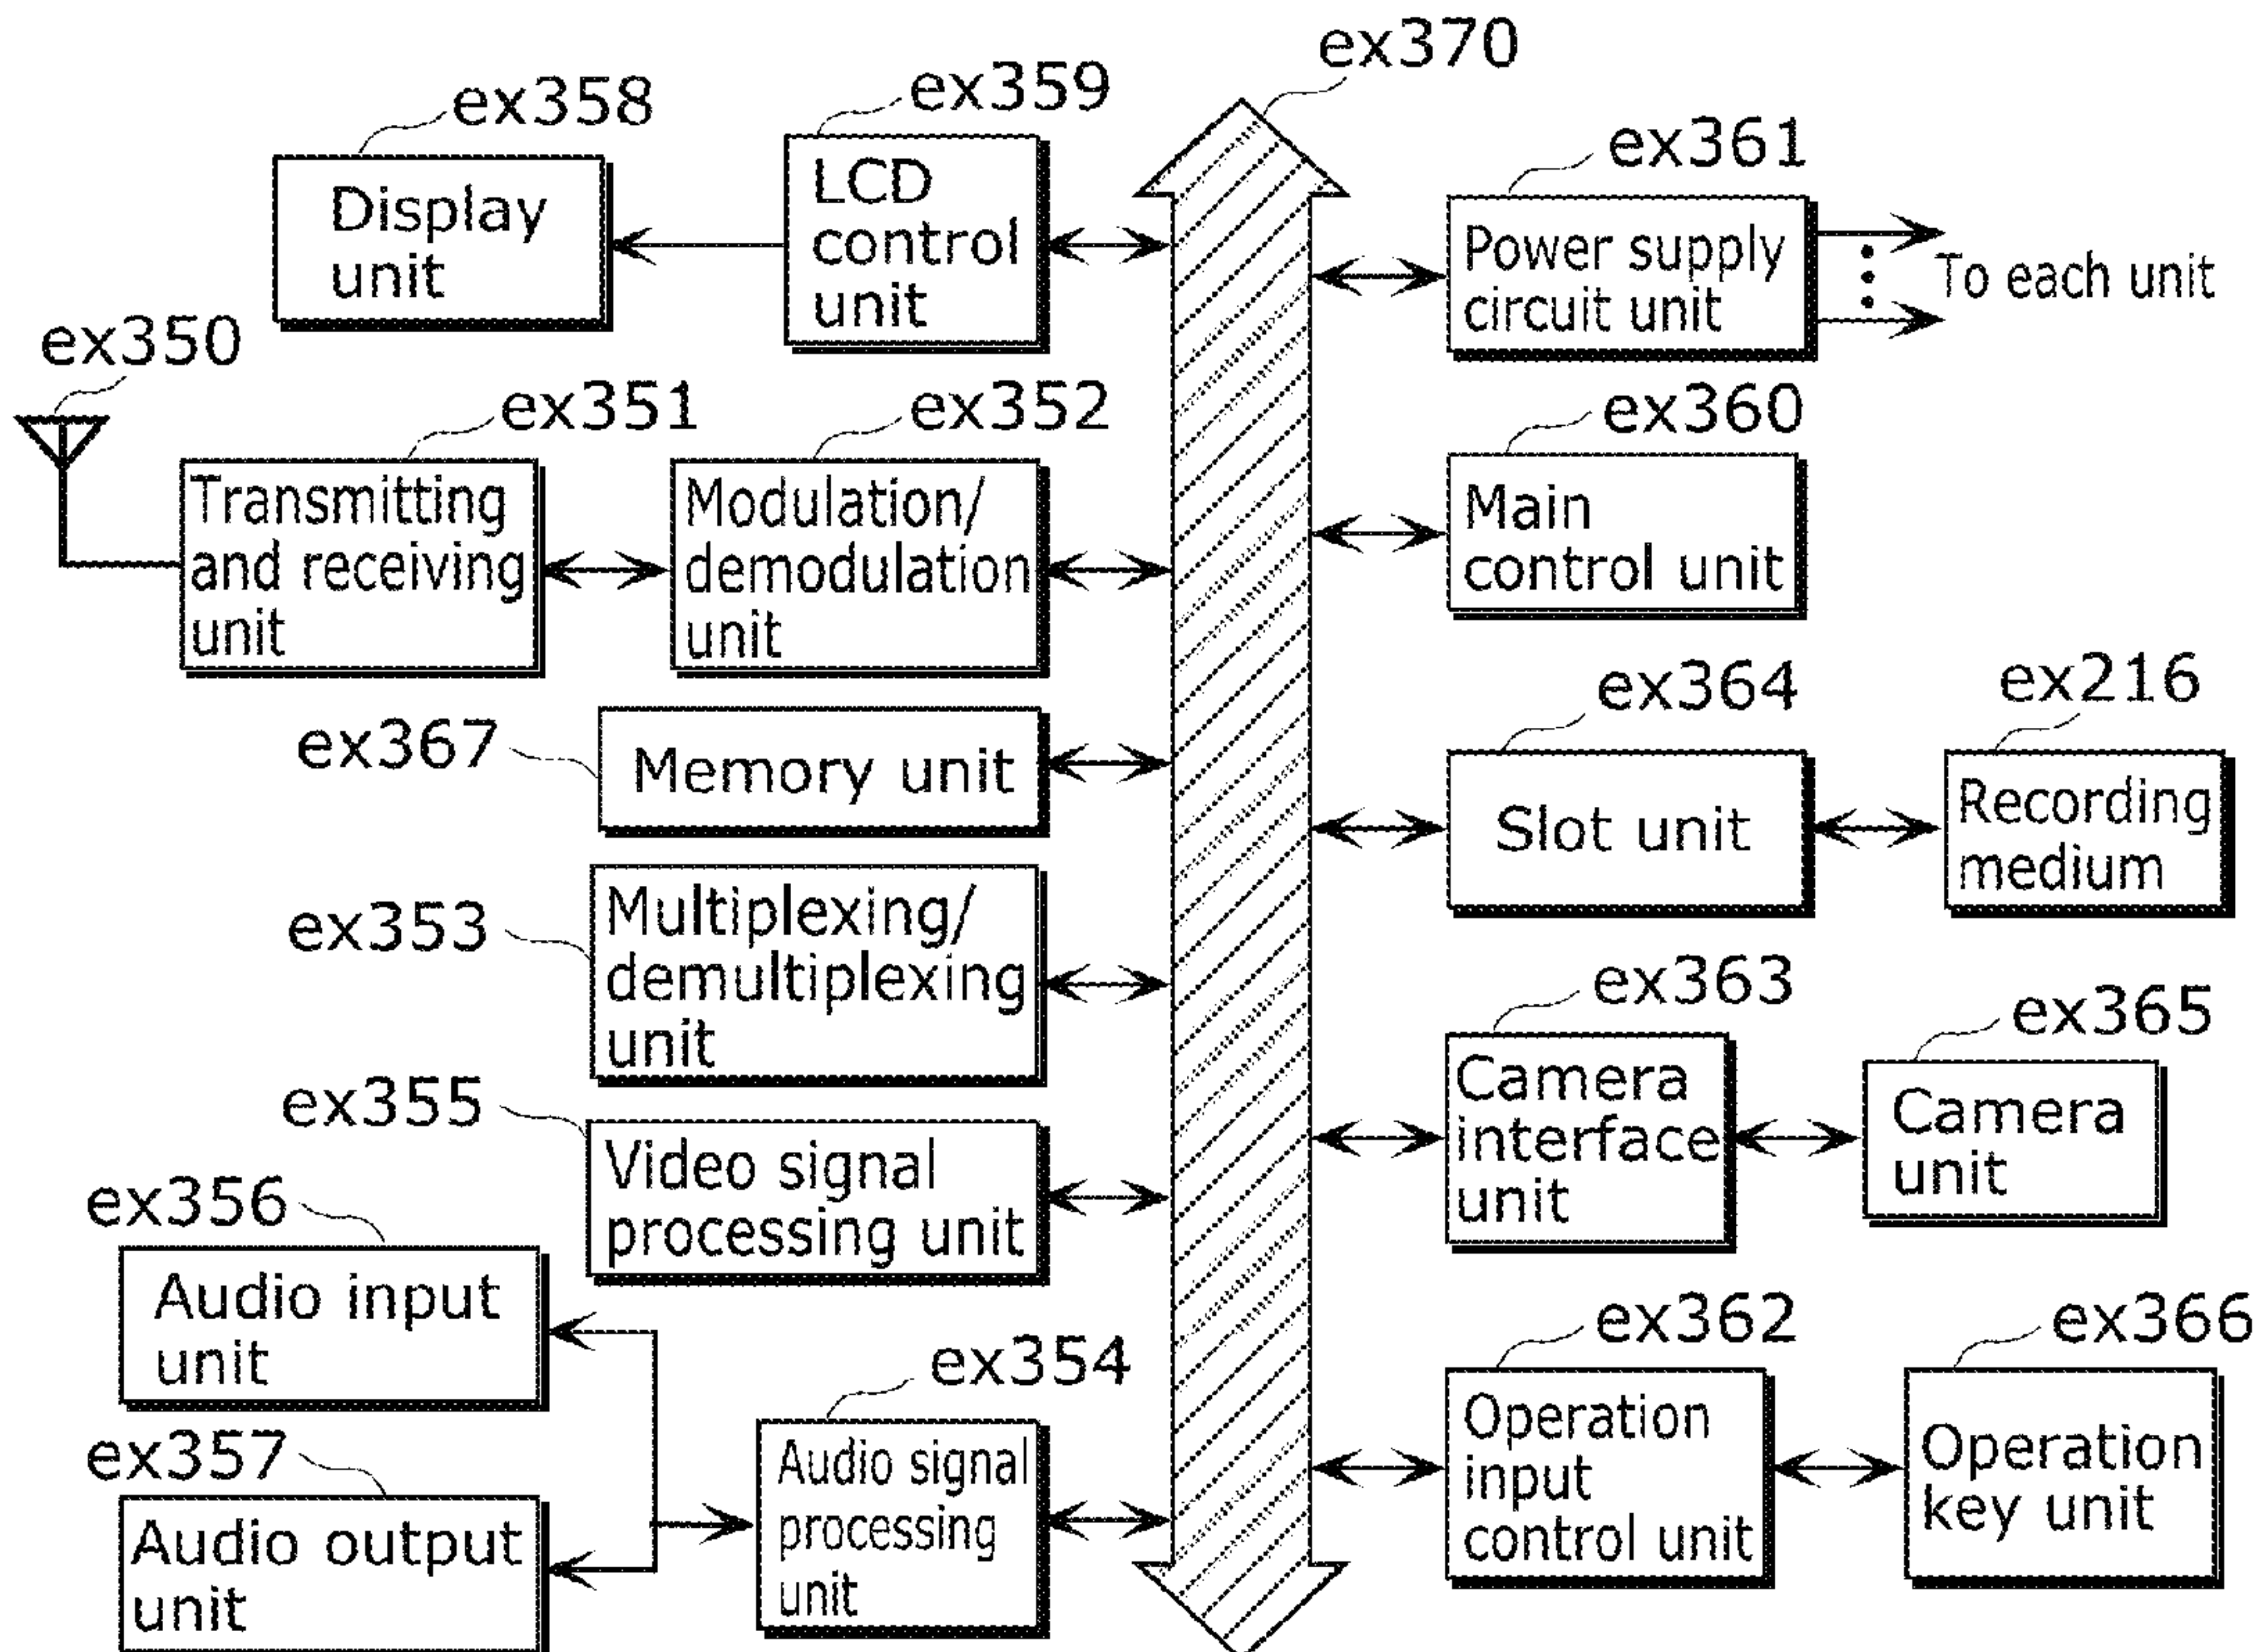 ex370
ex358
ex359
ex361
Display
unit
LCD
control
unit
Power supply
circuit unit
To each unit
ex350
ex351
ex352
ex360
Transmitting
and receiving
unit
Modulation/
demodulation
unit
Main
control unit
ex364
ex216
ex367
Memory unit
Slot unit
Recording
medium
ex353
Multiplexing/
demultiplexing
unit
ex363
ex365
Camera
interface
unit
Camera
unit
ex355
Video signal
processing unit
ex356
Audio input
unit
ex354
ex362
ex366
ex357
Audio output
unit
Audio signal
processing
unit
Operation
input
control unit
Operation
key unit